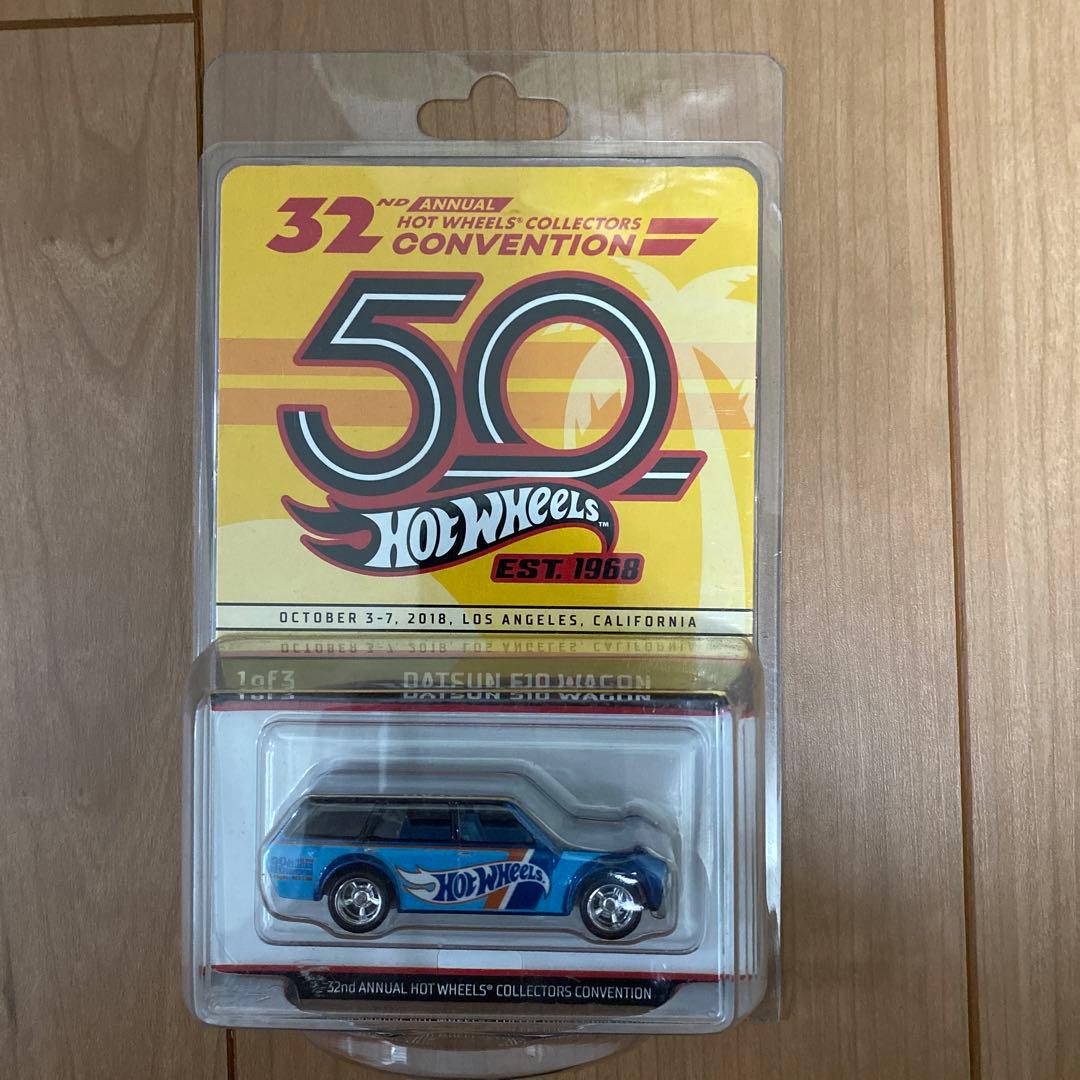 32ND ANNUAL
HOT WHEELS® COLLECTORS
CONVENTION
50
HOT WHEELS™
EST. 1968
OCTOBER 3-7, 2018, LOS ANGELES, CALIFORNIA
1 of 3 DATSUN 510 WAGON
HOT WHEELS
32nd ANNUAL HOT WHEELS® COLLECTORS CONVENTION